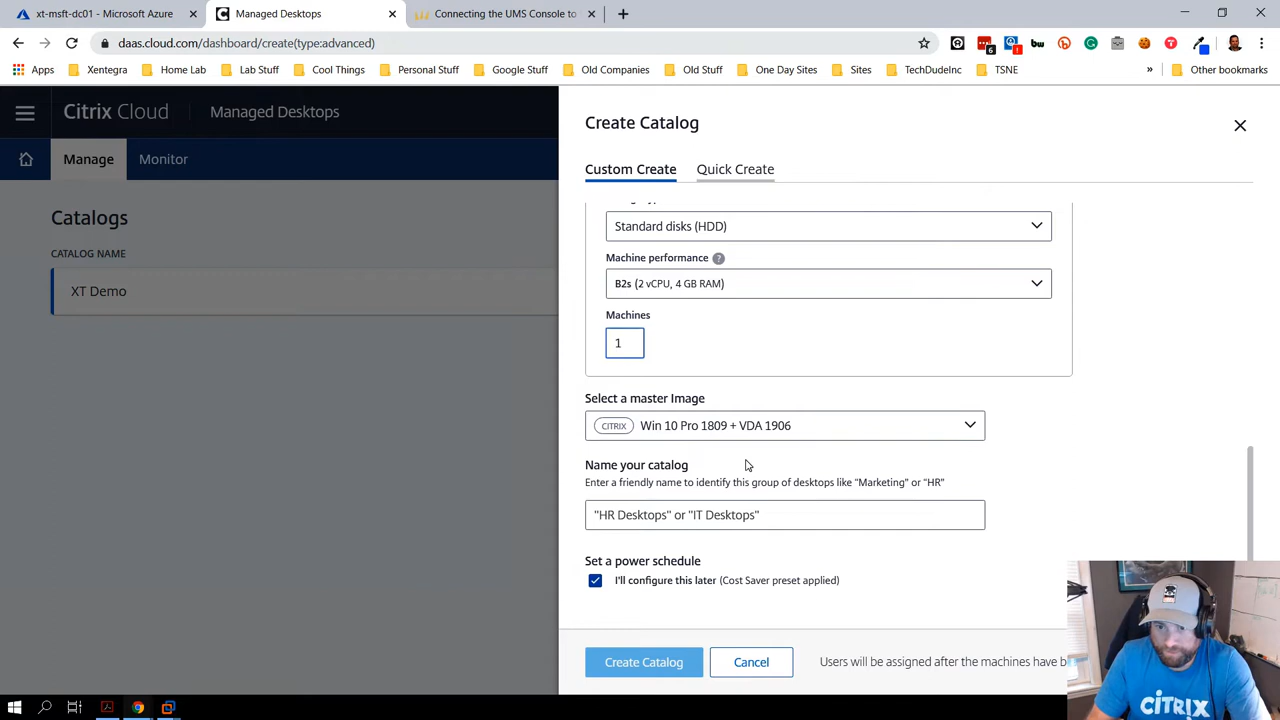 xt-msft-dc01 - Microsoft Azure
Managed Desktops
Connecting the UMS Console to
daas.cloud.com/dashboard/create(type:advanced)
Apps
Xentegra
Home Lab
Lab Stuff
Cool Things
Personal Stuff
Google Stuff
Old Companies
Old Stuff
One Day Sites
Sites
TechDudeInc
TSNE
»
Other bookmarks
Citrix Cloud
Managed Desktops
Manage
Monitor
Catalogs
CATALOG NAME
XT Demo
Create Catalog
Custom Create
Quick Create
Standard disks (HDD)
Machine performance ?
B2s (2 vCPU, 4 GB RAM)
Machines
1
Select a master Image
CITRIX Win 10 Pro 1809 + VDA 1906
Name your catalog
Enter a friendly name to identify this group of desktops like "Marketing" or "HR"
"HR Desktops" or "IT Desktops"
Set a power schedule
I'll configure this later (Cost Saver preset applied)
Create Catalog
Cancel
Users will be assigned after the machines have
CITRIX